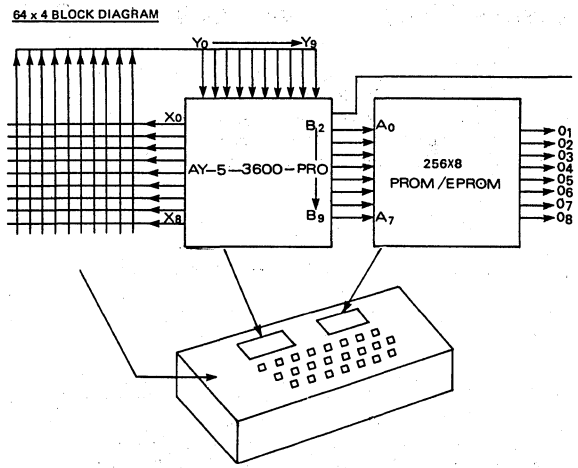 64 x 4 BLOCK DIAGRAM
Y0 Y9
X0
X8
AY-5-3600-PRO
B2
B9
A0
A7
256X8
PROM/EPROM
O1
O2
O3
O4
O5
O6
O7
O8